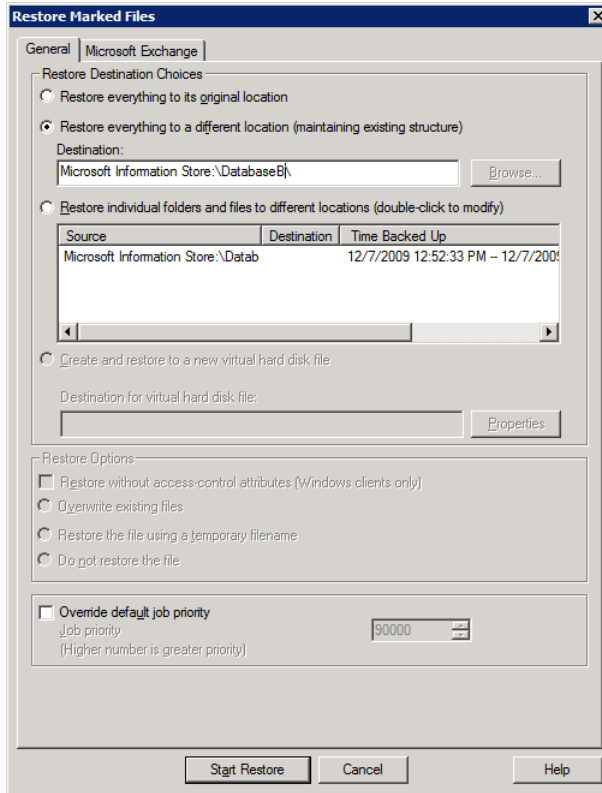 Restore Marked Files
General Microsoft Exchange
Restore Destination Choices
Restore everything to its original location
Restore everything to a different location (maintaining existing structure)
Destination:
Microsoft Information Store:\DatabaseB\
Browse...
Restore individual folders and files to different locations (double-click to modify)
Source Destination Time Backed Up
Microsoft Information Store:\Datab 12/7/2009 12:52:33 PM -- 12/7/2009
Create and restore to a new virtual hard disk file
Destination for virtual hard disk file:
Properties
Restore Options
Restore without access-control attributes (Windows clients only)
Overwrite existing files
Restore the file using a temporary filename
Do not restore the file
Override default job priority
Job priority 90000
(Higher number is greater priority)
Start Restore Cancel Help